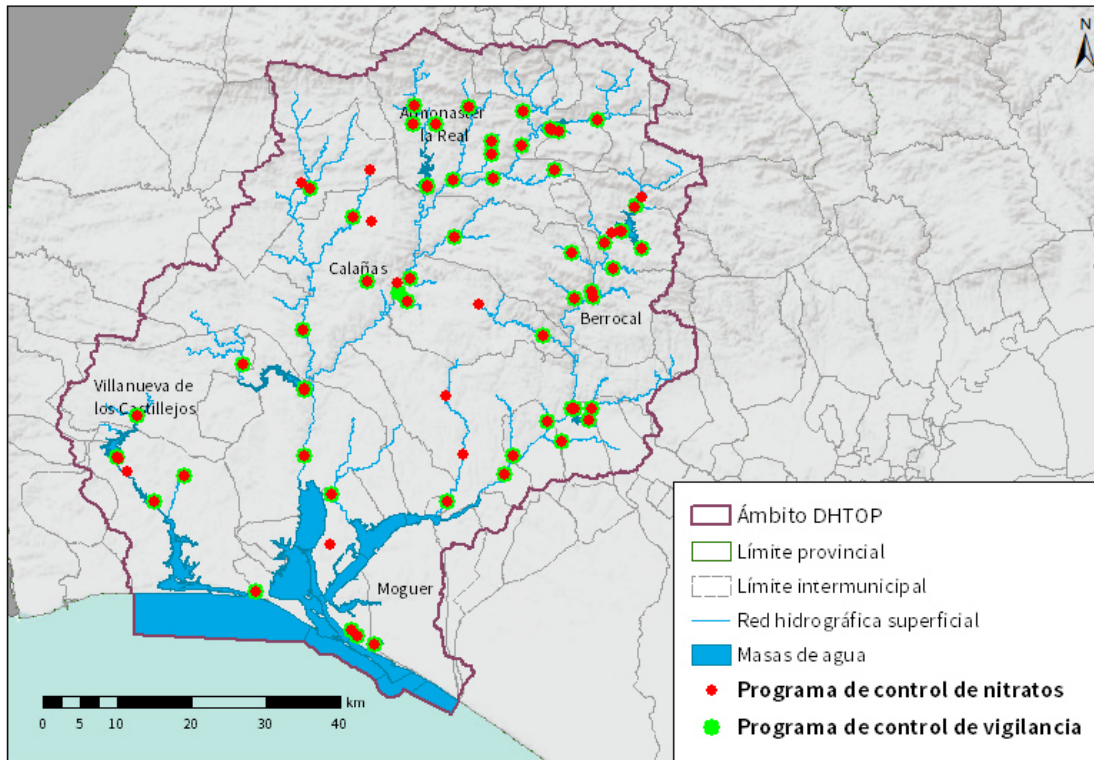 N
Almonaster
la Real
Calañas
Berrocal
Villanueva de
los Castillejos
Moguer
Ámbito DHTOP
Límite provincial
Límite intermunicipal
Red hidrográfica superficial
Masas de agua
Programa de control de nitratos
Programa de control de vigilancia
km
0 5 10 20 30 40